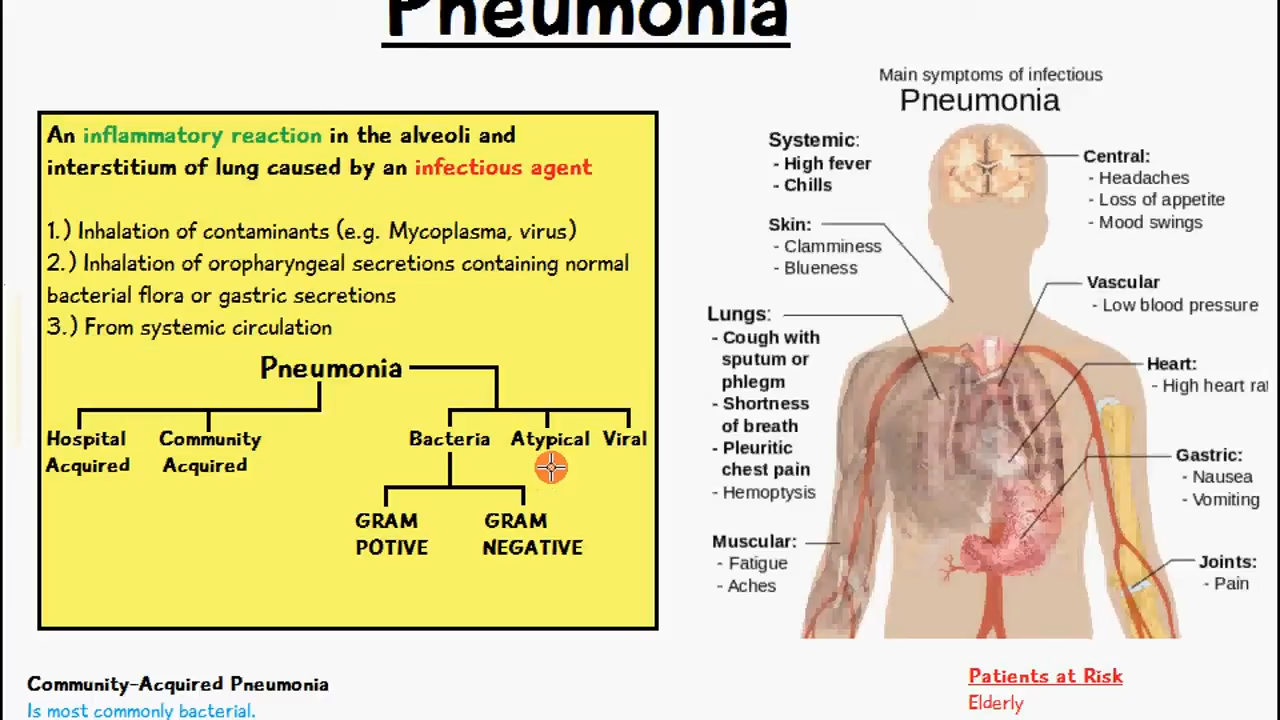 Pneumonia
An inflammatory reaction in the alveoli and
interstitium of lung caused by an infectious agent
1.) Inhalation of contaminants (e.g. Mycoplasma, virus)
2.) Inhalation of oropharyngeal secretions containing normal
bacterial flora or gastric secretions
3.) From systemic circulation
Pneumonia
Hospital
Acquired
Community
Acquired
Bacteria
Atypical
Viral
GRAM
POTIVE
GRAM
NEGATIVE
Main symptoms of infectious
Pneumonia
Systemic:
- High fever
- Chills
Skin:
- Clamminess
- Blueness
Lungs:
- Cough with
sputum or
phlegm
- Shortness
of breath
- Pleuritic
chest pain
- Hemoptysis
Muscular:
- Fatigue
- Aches
Central:
- Headaches
- Loss of appetite
- Mood swings
Vascular
- Low blood pressure
Heart:
- High heart rat
Gastric:
- Nausea
- Vomiting
Joints:
- Pain
Community-Acquired Pneumonia
Is most commonly bacterial.
Patients at Risk
Elderly